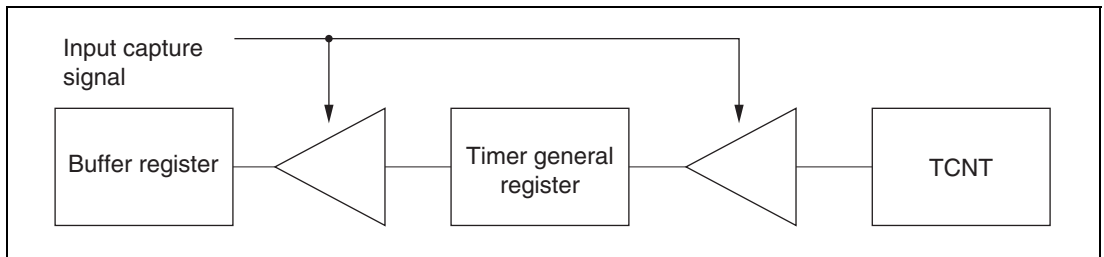 Input capture
signal
Buffer register
Timer general
register
TCNT